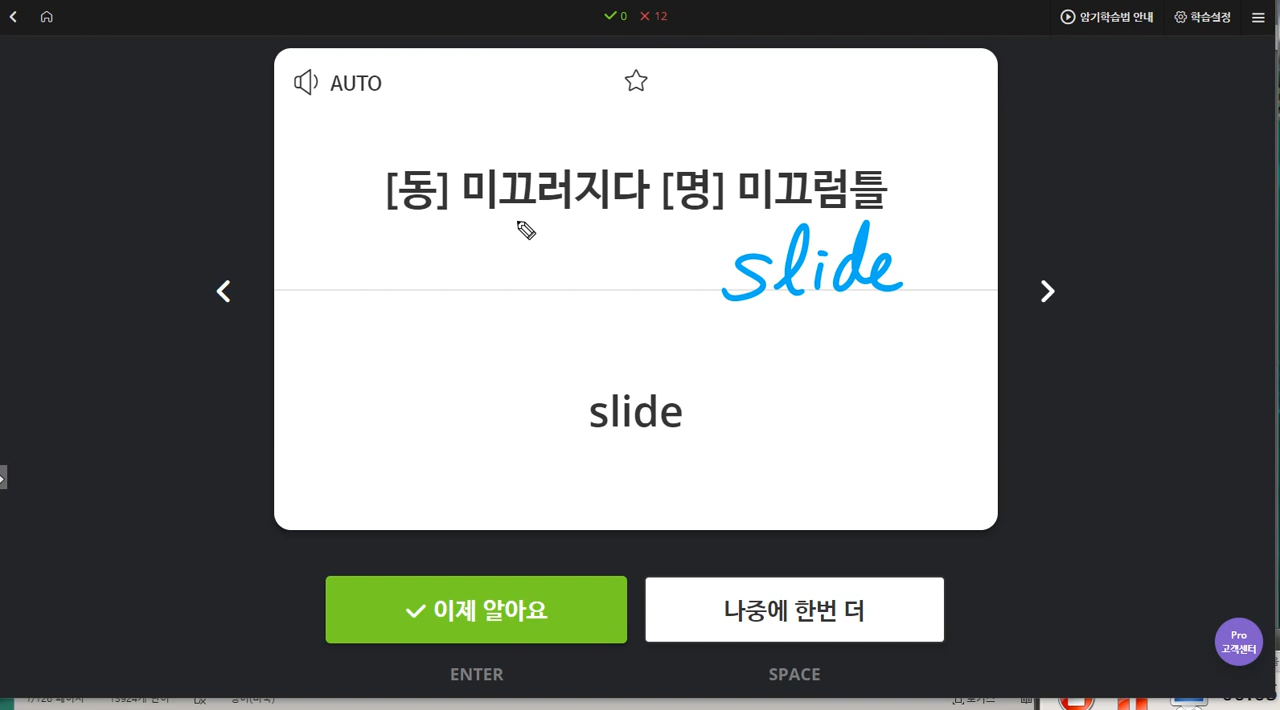 0 12 암기학습법 안내 학습설정
AUTO
[동] 미끄러지다 [명] 미끄럼틀
slide
slide
이제 알아요 나중에 한번 더
ENTER SPACE
Pro
고객센터